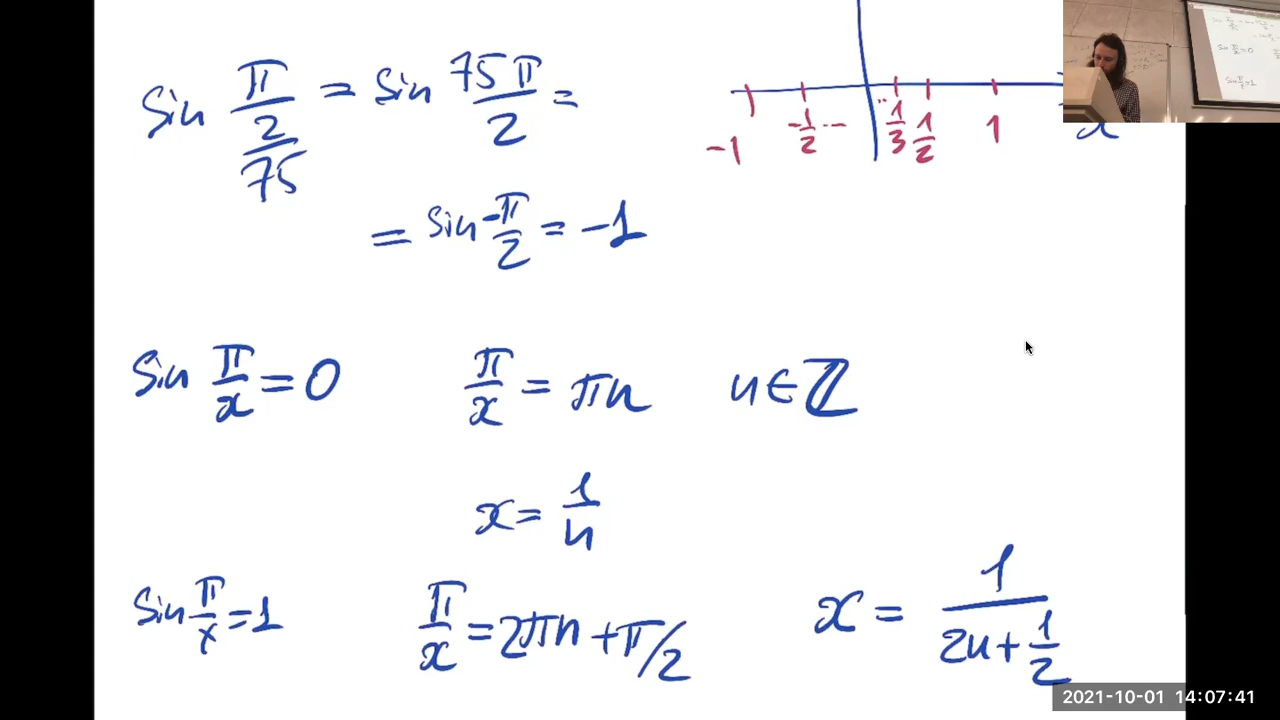 sin π/(2/75) = sin 75π/2 =
= sin -π/2 = -1
-1 -1/2 -- ·· 1/3 1/2 1 x
sin π/x = 0 π/x = πn n ∈ ℤ
x = 1/n
sin π/x = 1 π/x = 2πn + π/2 x = 1/(2n + 1/2)
2021-10-01 14:07:41